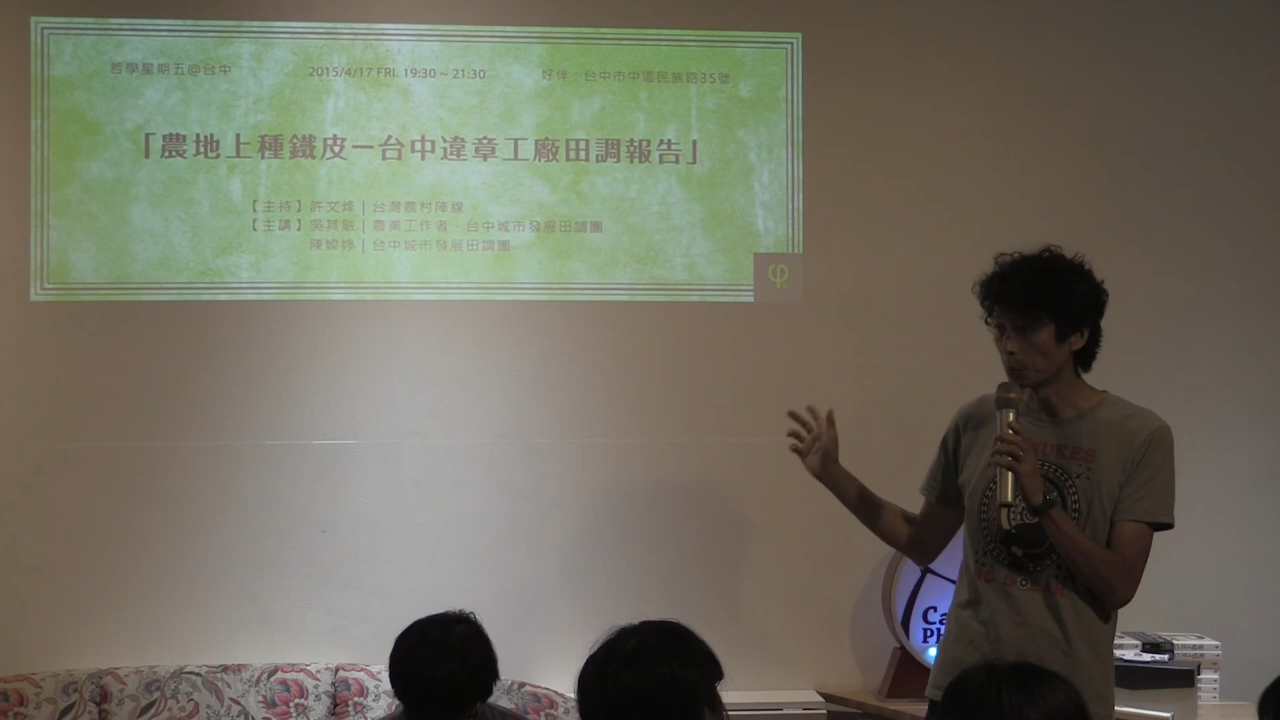 哲學星期五@台中
2015/4/17 FRI. 19:30 ~ 21:30
好伴：台中市中區民族路35號
「農地上種鐵皮－台中違章工廠田調報告」
【主持】許文烽｜台灣農村陣線
【主講】吳其融｜農業工作者．台中城市發展田調團
陳嬿婷｜台中城市發展田調團
φ
Ca
Ph
NUKES